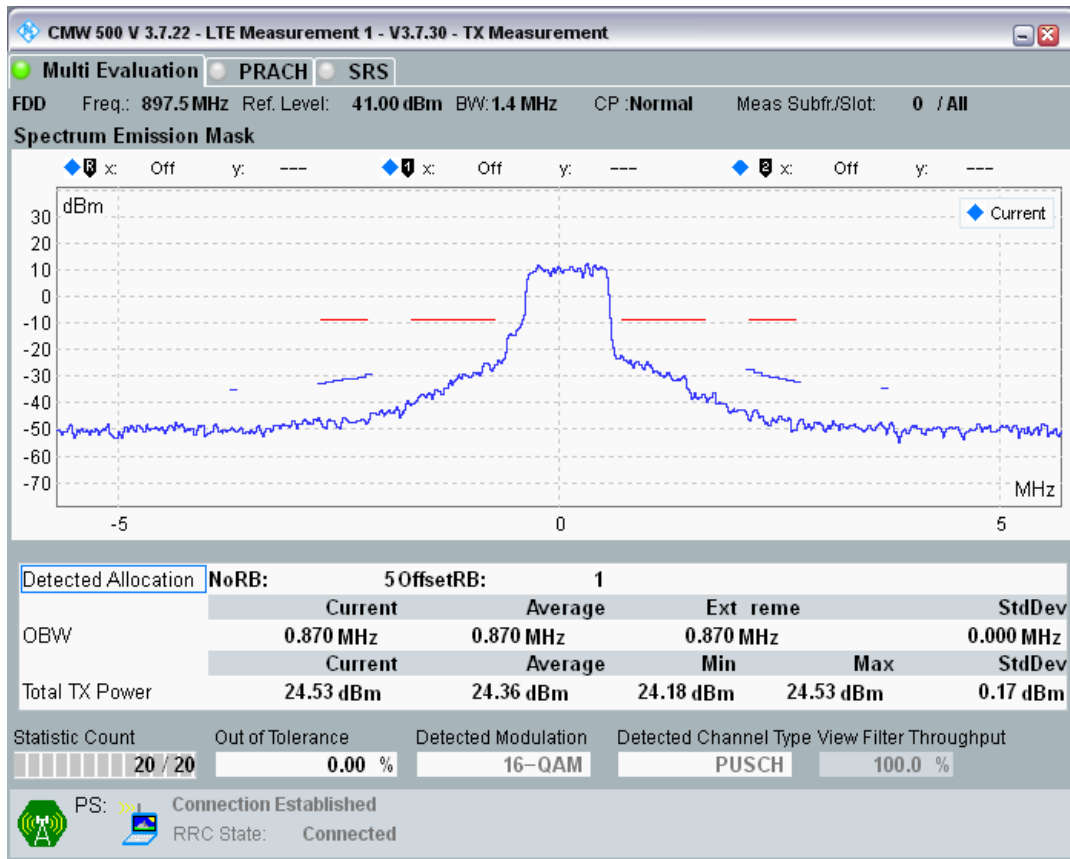 CMW 500 V 3.7.22 - LTE Measurement 1 - V3.7.30 - TX Measurement
Multi Evaluation PRACH SRS
FDD Freq.: 897.5 MHz Ref. Level: 41.00 dBm BW: 1.4 MHz CP :Normal Meas Subfr./Slot: 0 / All
Spectrum Emission Mask
R x: Off y: --- 1 x: Off y: --- 2 x: Off y: ---
dBm
Current
30
20
10
0
-10
-20
-30
-40
-50
-60
-70
MHz
-5 0 5
Detected Allocation NoRB: 5 OffsetRB: 1
Current Average Ext reme StdDev
OBW 0.870 MHz 0.870 MHz 0.870 MHz 0.000 MHz
Current Average Min Max StdDev
Total TX Power 24.53 dBm 24.36 dBm 24.18 dBm 24.53 dBm 0.17 dBm
Statistic Count Out of Tolerance Detected Modulation Detected Channel Type View Filter Throughput
20 / 20 0.00 % 16-QAM PUSCH 100.0 %
PS: Connection Established
RRC State: Connected